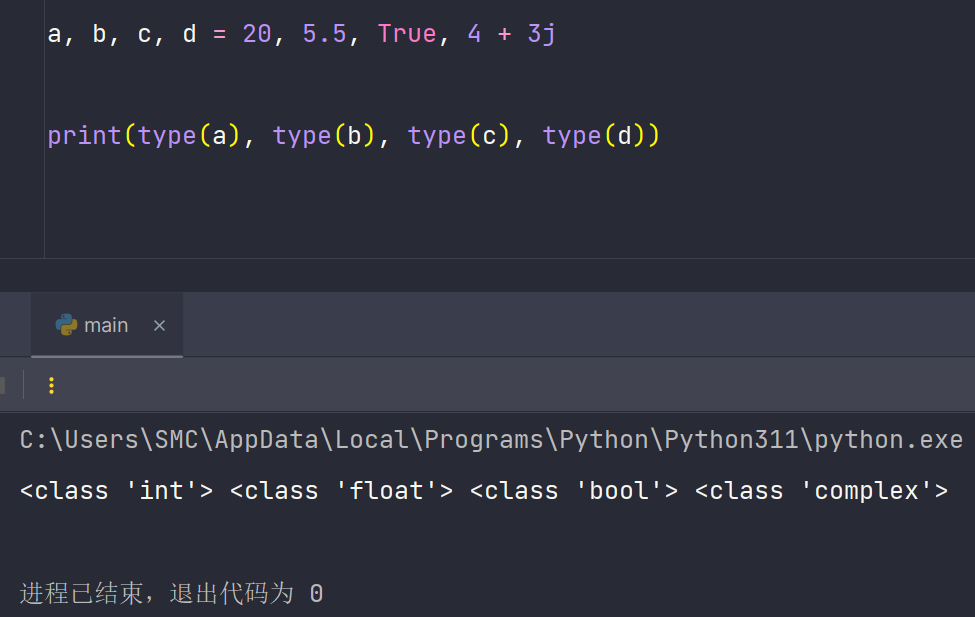 a, b, c, d = 20, 5.5, True, 4 + 3j
print(type(a), type(b), type(c), type(d))
main ×
C:\Users\SMC\AppData\Local\Programs\Python\Python311\python.exe
<class 'int'> <class 'float'> <class 'bool'> <class 'complex'>
进程已结束，退出代码为 0